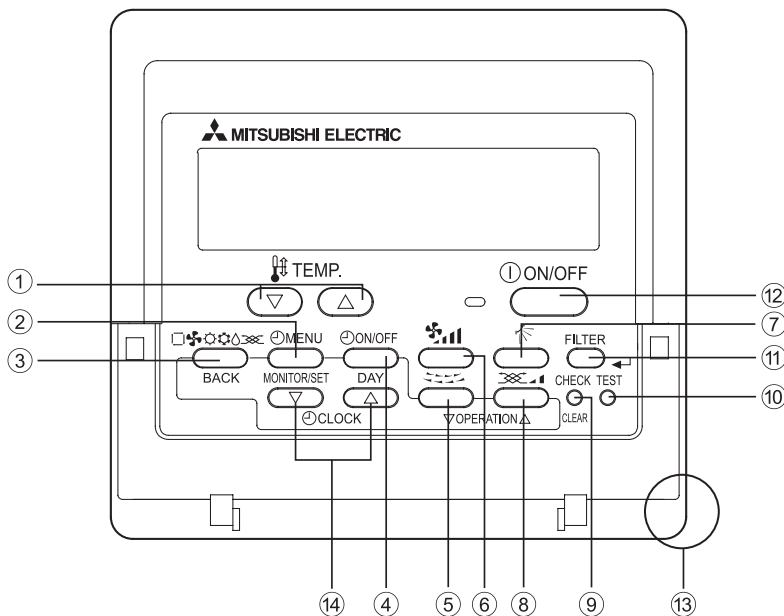 MITSUBISHI ELECTRIC
TEMP.
ON/OFF
① ⑫
② MENU ON/OFF FILTER ⑦
③ ⑪
BACK MONITOR/SET DAY CHECK TEST ⑩
CLOCK ▽OPERATION△ CLEAR
⑭ ④ ⑤ ⑥ ⑧ ⑨ ⑬